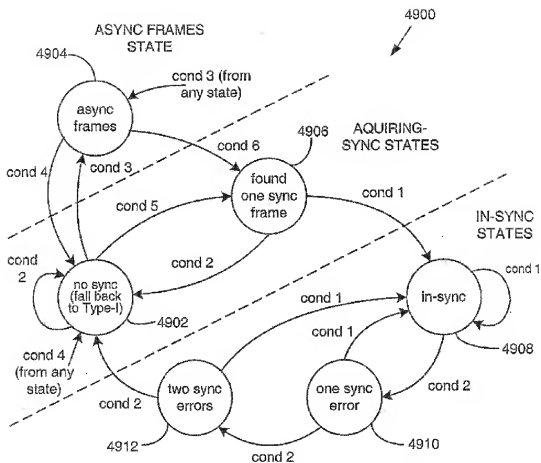 4900
ASYNC FRAMES
STATE
4904
cond 3 (from
any state)
async
frames
cond 6
4906
AQUIRING-
SYNC STATES
cond 4
cond 3
found
one sync
frame
cond 5
cond 1
IN-SYNC
STATES
cond
2
cond 2
no sync
(fall back
to Type-I)
cond 1
in-sync
cond 1
4902
cond 1
4908
cond 4
(from any
state)
cond 2
two sync
errors
one sync
error
cond 2
4912
cond 2
4910